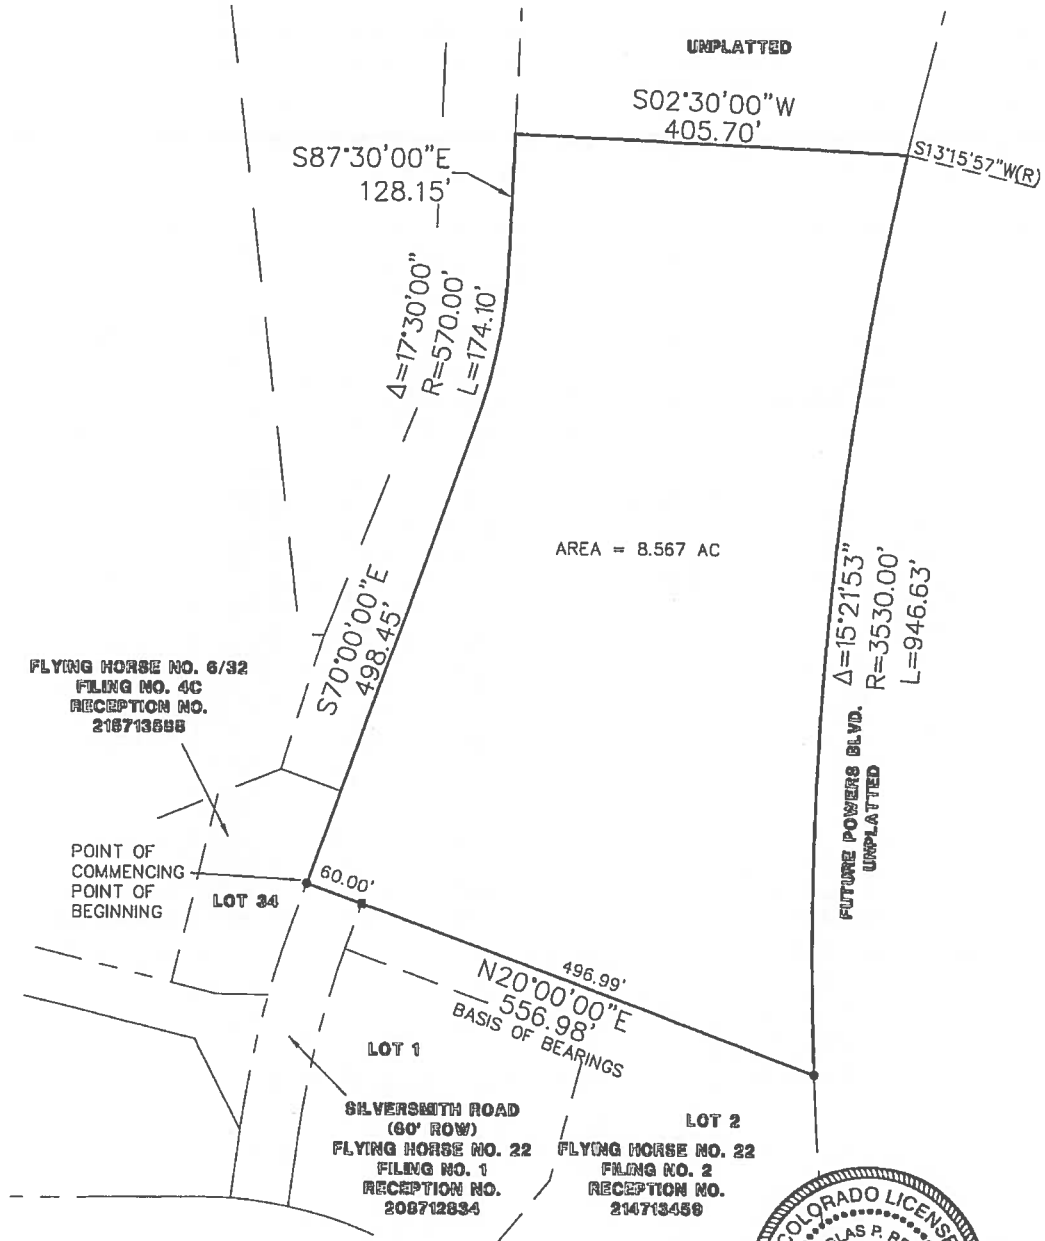 UNPLATTED
S02°30'00"W
405.70'
S13°15'57"W(R)
S87°30'00"E
128.15'
Δ=17°30'00"
R=570.00'
L=174.10'
AREA = 8.567 AC
S70°00'00"E
498.45'
Δ=15°21'53"
R=3530.00'
L=946.63'
FUTURE POWERS BLVD.
UNPLATTED
FLYING HORSE NO. 6/32
FILING NO. 4C
RECEPTION NO.
POINT OF
COMMENCING
POINT OF
BEGINNING
60.00'
LOT 34
496.99'
N20°00'00"E
556.98'
BASIS OF BEARINGS
LOT 1
SILVERSMITH ROAD
(60' ROW)
FLYING HORSE NO. 22
FILING NO. 1
RECEPTION NO.
208712834
LOT 2
FLYING HORSE NO. 22
FILING NO. 2
RECEPTION NO.
214713459
COLORADO LICENSE